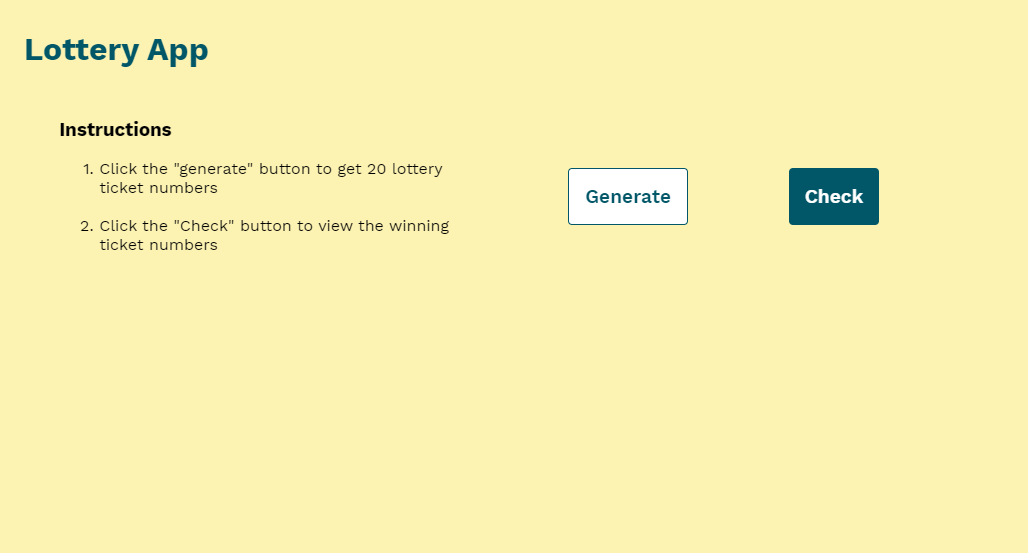 Lottery App
Instructions
1. Click the "generate" button to get 20 lottery
ticket numbers
2. Click the "Check" button to view the winning
ticket numbers
Generate
Check